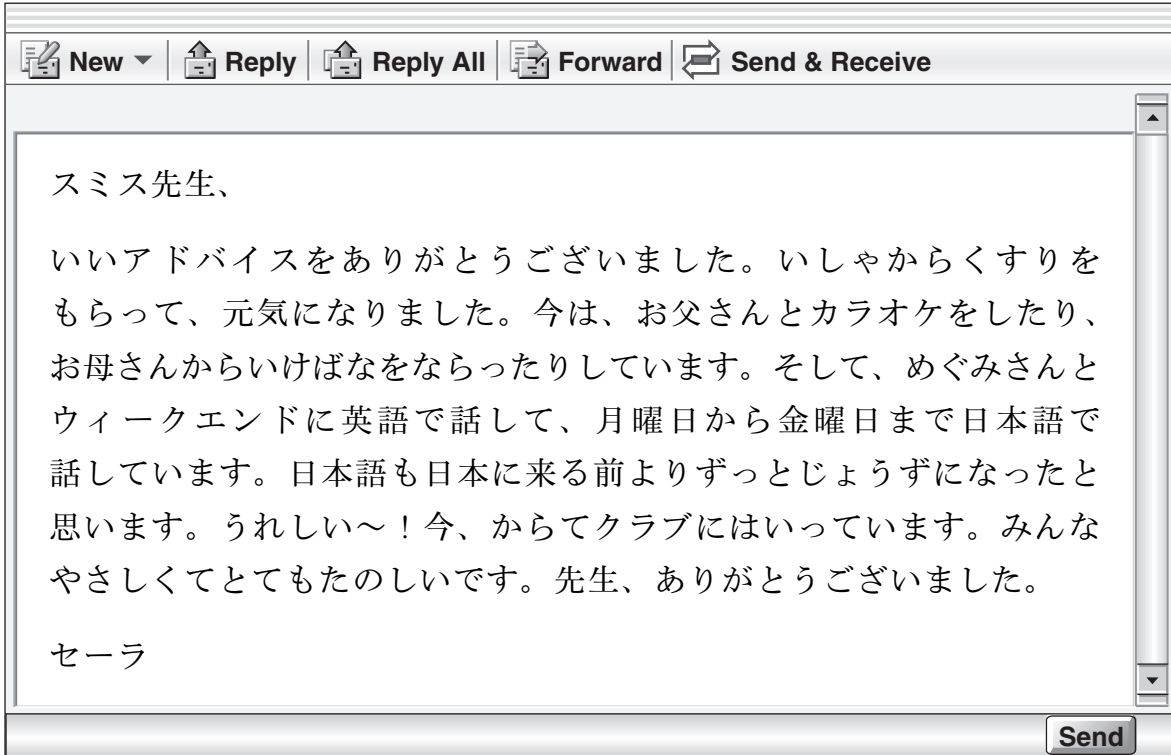 New Reply Reply All Forward Send & Receive
スミス先生、
いいアドバイスをありがとうございました。いしゃからくすりを
もらって、元気になりました。今は、お父さんとカラオケをしたり、
お母さんからいけばなをならったりしています。そして、めぐみさんと
ウィークエンドに英語で話して、月曜日から金曜日まで日本語で
話しています。日本語も日本に来る前よりずっとじょうずになったと
思います。うれしい〜！今、からてクラブにはいっています。みんな
やさしくてとてもたのしいです。先生、ありがとうございました。
セーラ
Send